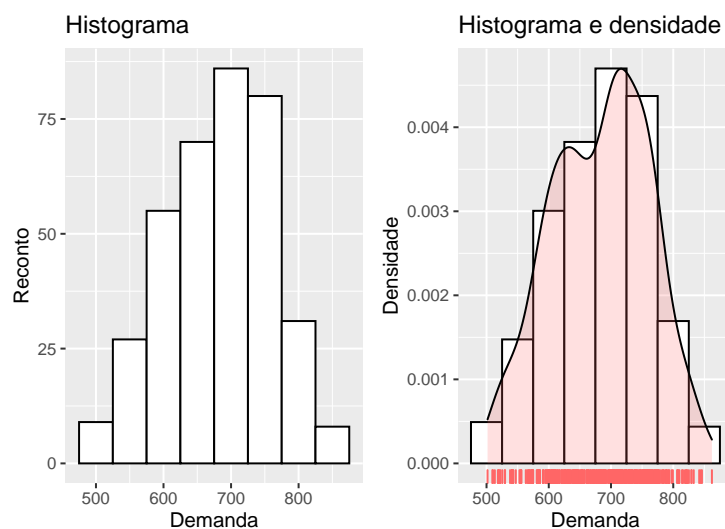 Histograma
75
50
25
0
500 600 700 800
Reconto
Demanda
Histograma e densidade
0.004
0.003
0.002
0.001
0.000
500 600 700 800
Densidade
Demanda